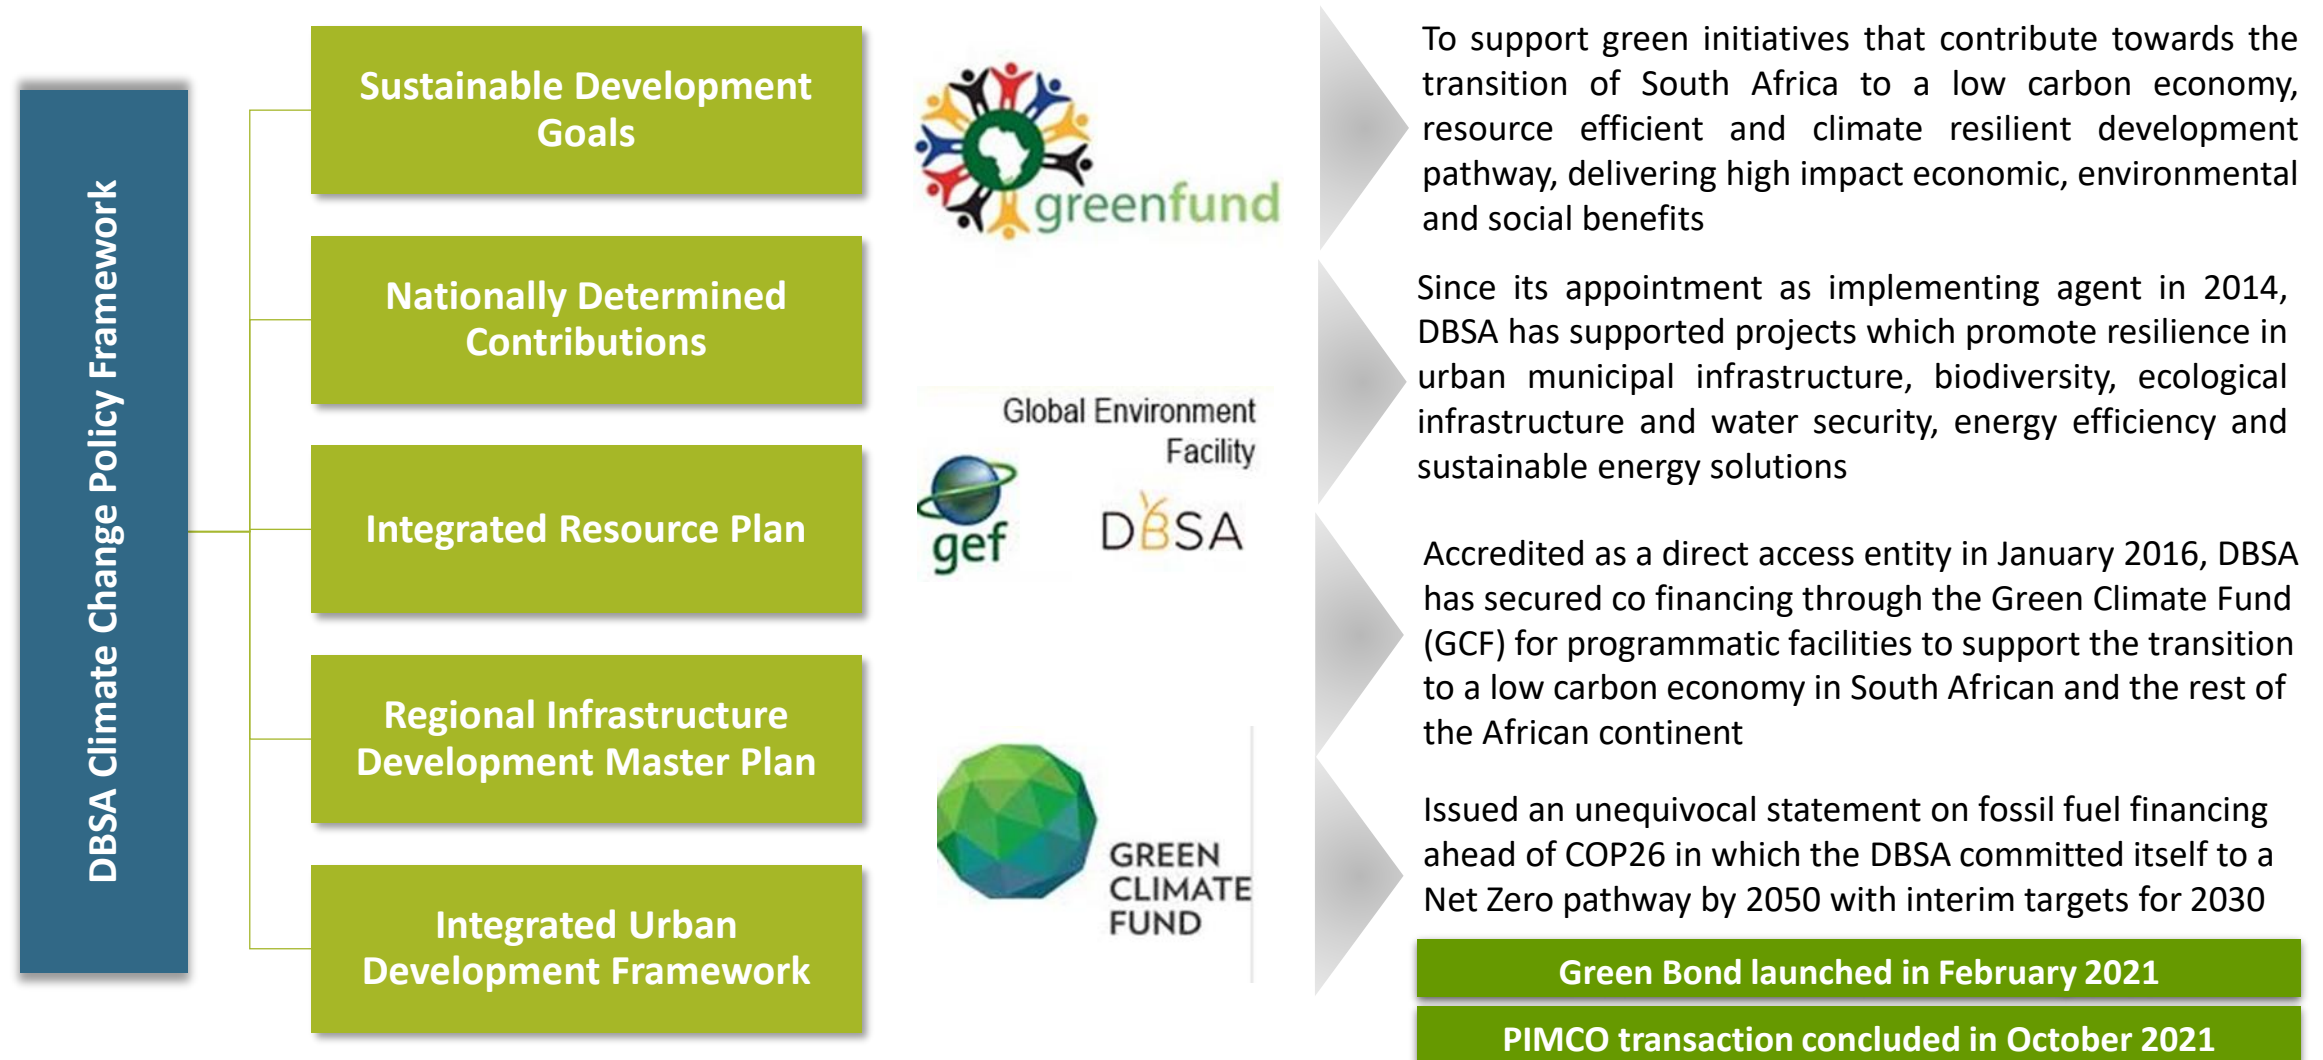 DBSA Climate Change Policy Framework
Sustainable Development
Goals
Nationally Determined
Contributions
Integrated Resource Plan
Regional Infrastructure
Development Master Plan
Integrated Urban
Development Framework
greenfund
Global Environment
Facility
gef
DBSA
GREEN
CLIMATE
FUND
To support green initiatives that contribute towards the
transition of South Africa to a low carbon economy,
resource efficient and climate resilient development
pathway, delivering high impact economic, environmental
and social benefits
Since its appointment as implementing agent in 2014,
DBSA has supported projects which promote resilience in
urban municipal infrastructure, biodiversity, ecological
infrastructure and water security, energy efficiency and
sustainable energy solutions
Accredited as a direct access entity in January 2016, DBSA
has secured co financing through the Green Climate Fund
(GCF) for programmatic facilities to support the transition
to a low carbon economy in South African and the rest of
the African continent
Issued an unequivocal statement on fossil fuel financing
ahead of COP26 in which the DBSA committed itself to a
Net Zero pathway by 2050 with interim targets for 2030
Green Bond launched in February 2021
PIMCO transaction concluded in October 2021